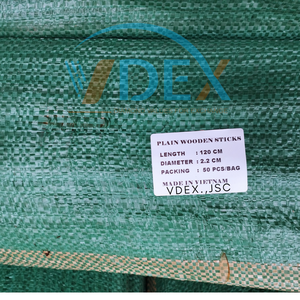 VDEX
PLAIN WOODEN STICKS
LENGTH : 120 CM
DIAMETER : 2.2 CM
PACKING : 50 PCS/BAG
MADE IN VIETNAM
VDEX.,JSC